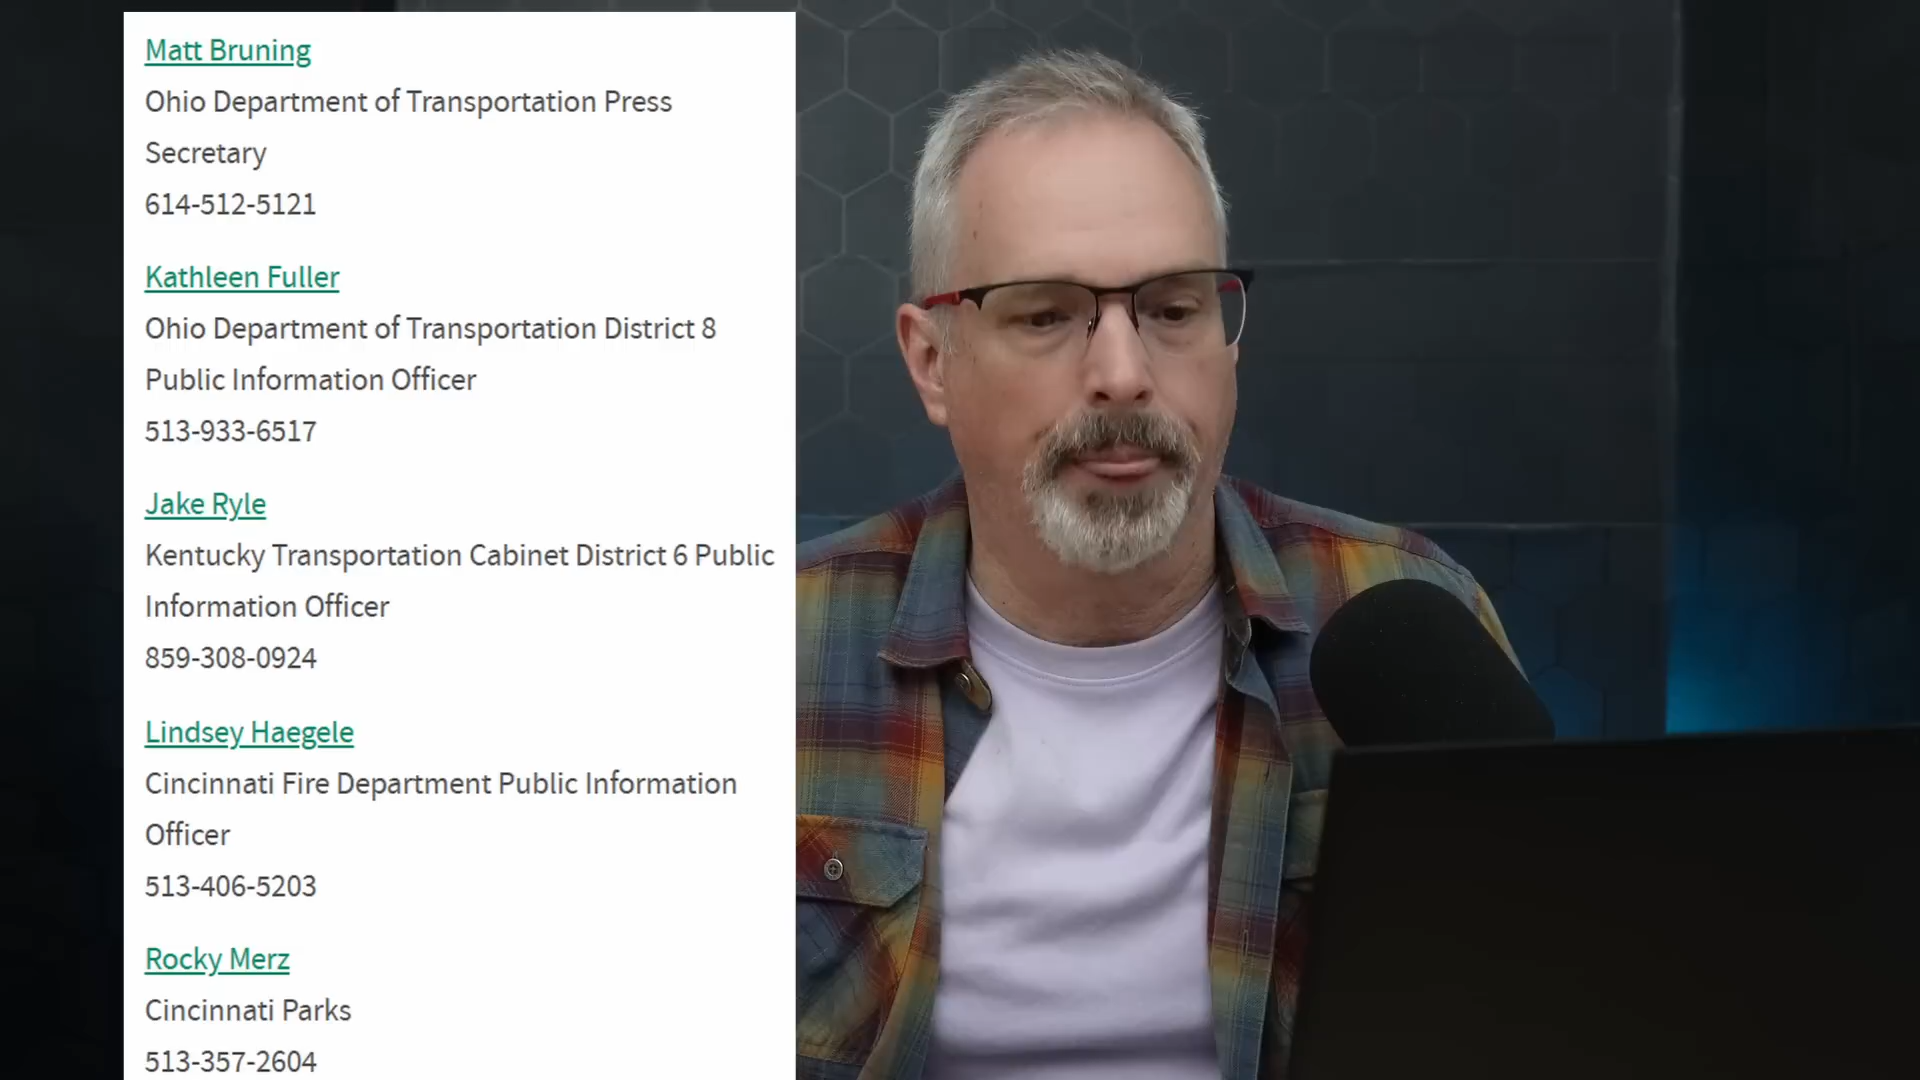 Matt Bruning
Ohio Department of Transportation Press
Secretary
614-512-5121
Kathleen Fuller
Ohio Department of Transportation District 8
Public Information Officer
513-933-6517
Jake Ryle
Kentucky Transportation Cabinet District 6 Public
Information Officer
859-308-0924
Lindsey Haegele
Cincinnati Fire Department Public Information
Officer
513-406-5203
Rocky Merz
Cincinnati Parks
513-357-2604